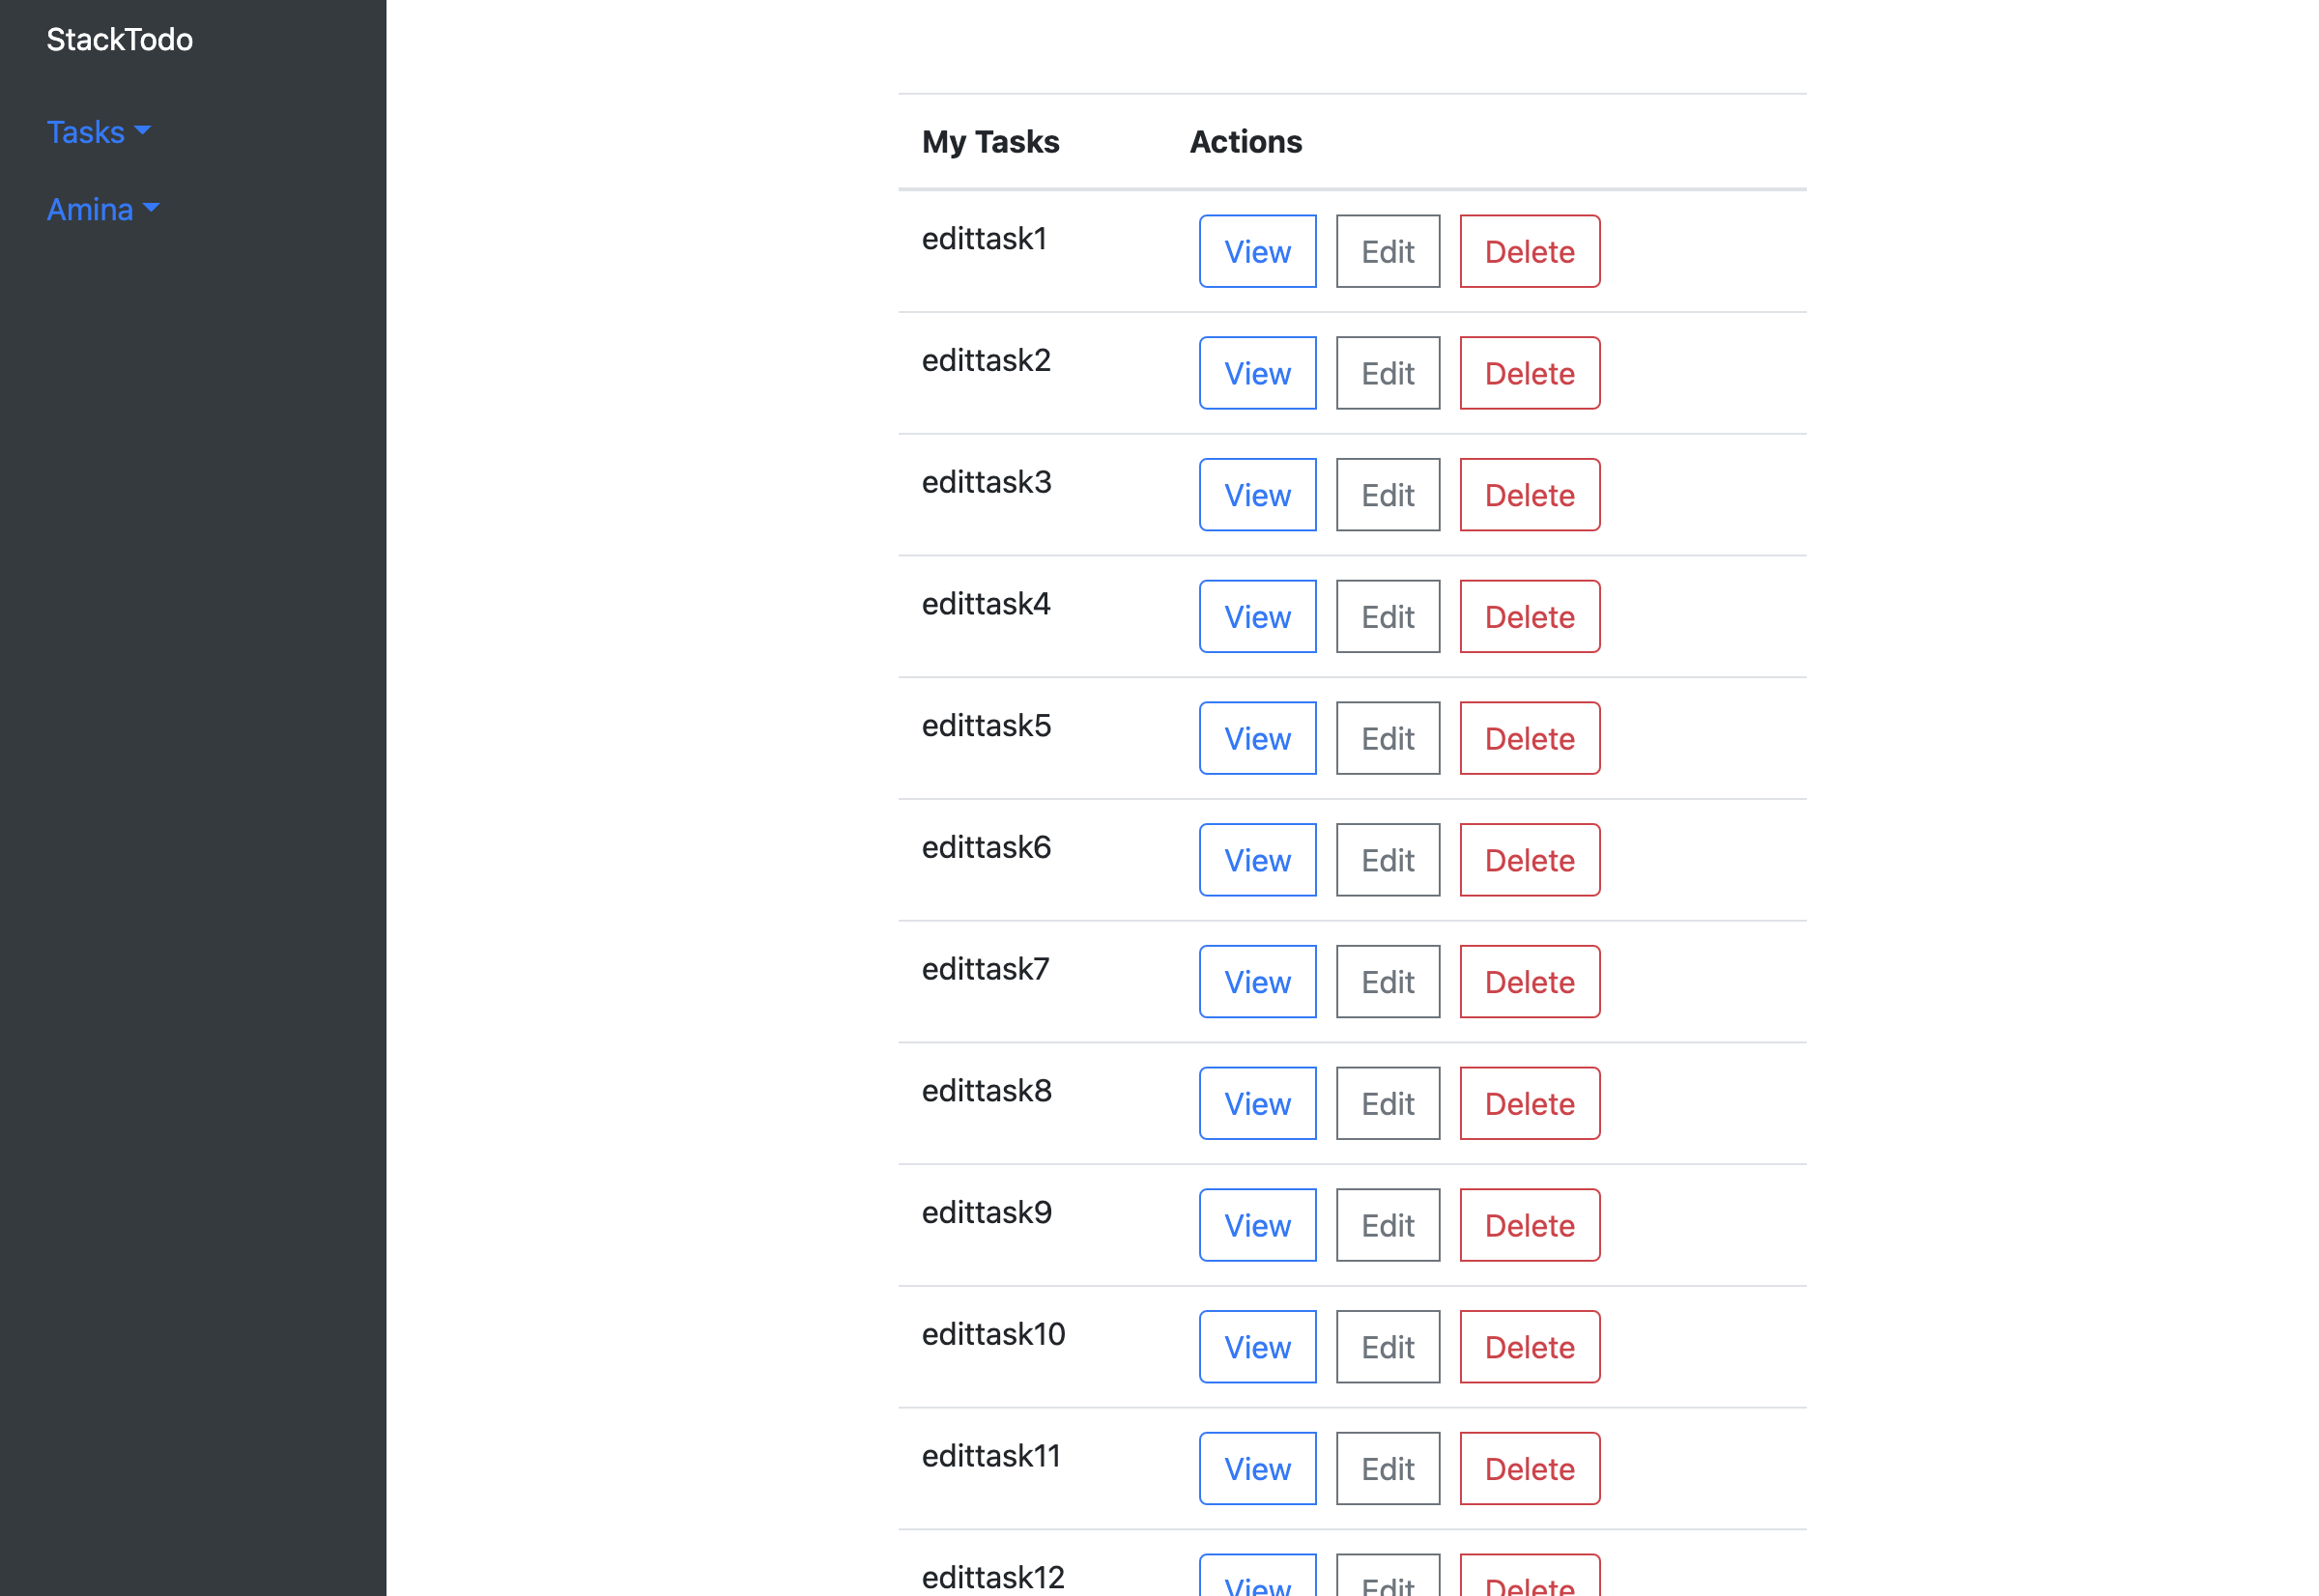 StackTodo
Tasks
Amina
My Tasks Actions
edittask1 View Edit Delete
edittask2 View Edit Delete
edittask3 View Edit Delete
edittask4 View Edit Delete
edittask5 View Edit Delete
edittask6 View Edit Delete
edittask7 View Edit Delete
edittask8 View Edit Delete
edittask9 View Edit Delete
edittask10 View Edit Delete
edittask11 View Edit Delete
edittask12 View Edit Delete